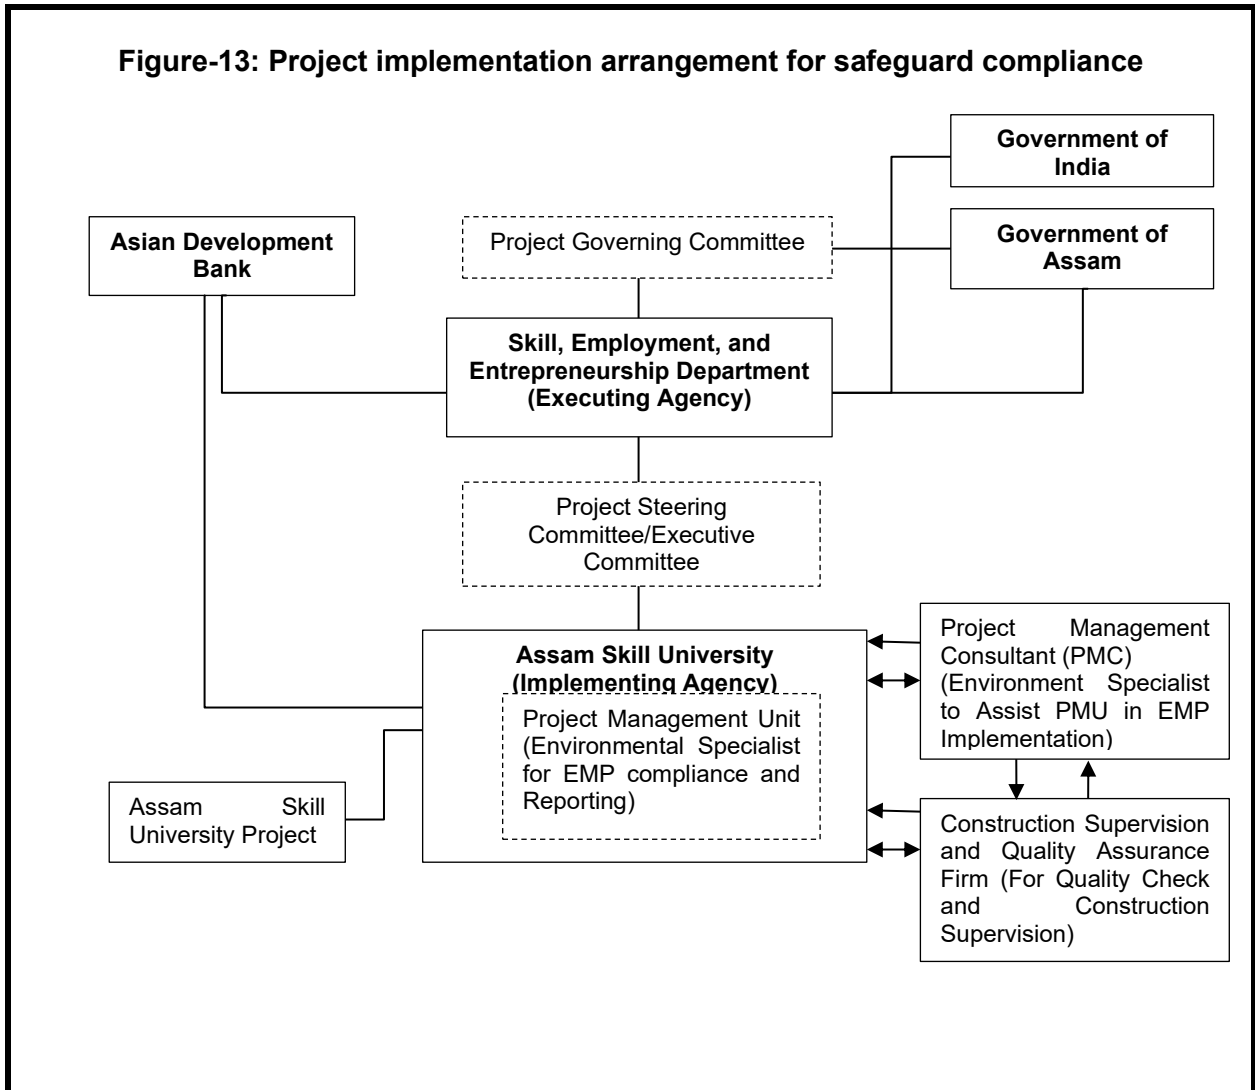 Figure-13: Project implementation arrangement for safeguard compliance
Government of
India
Asian Development
Bank
Project Governing Committee
Government of
Assam
Skill, Employment, and
Entrepreneurship Department
(Executing Agency)
Project Steering
Committee/Executive
Committee
Assam Skill University
(Implementing Agency)
Project Management Unit
(Environmental Specialist
for EMP compliance and
Reporting)
Project Management
Consultant (PMC)
(Environment Specialist
to Assist PMU in EMP
Implementation)
Assam Skill
University Project
Construction Supervision
and Quality Assurance
Firm (For Quality Check
and Construction
Supervision)